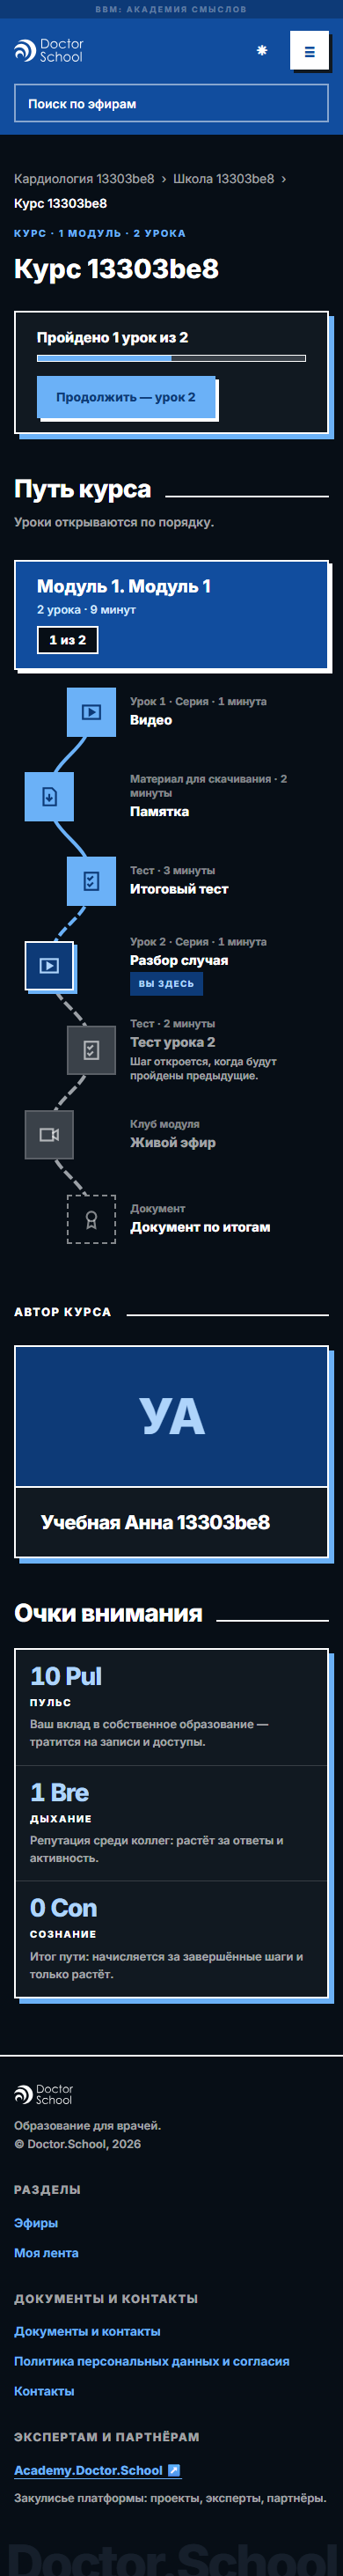 ВВМ: АКАДЕМИЯ СМЫСЛОВ
Doctor
School
Поиск по эфирам
Кардиология 13303be8 › Школа 13303be8 ›
Курс 13303be8
КУРС · 1 МОДУЛЬ · 2 УРОКА
Курс 13303be8
Пройдено 1 урок из 2
Продолжить — урок 2
Путь курса
Уроки открываются по порядку.
Модуль 1. Модуль 1
2 урока · 9 минут
1 из 2
Урок 1 · Серия · 1 минута
Видео
Материал для скачивания · 2
минуты
Памятка
Тест · 3 минуты
Итоговый тест
Урок 2 · Серия · 1 минута
Разбор случая
ВЫ ЗДЕСЬ
Тест · 2 минуты
Тест урока 2
Шаг откроется, когда будут
пройдены предыдущие.
Клуб модуля
Живой эфир
Документ
Документ по итогам
АВТОР КУРСА
УА
Учебная Анна 13303be8
Очки внимания
10 Pul
ПУЛЬС
Ваш вклад в собственное образование —
тратится на записи и доступы.
1 Bre
ДЫХАНИЕ
Репутация среди коллег: растёт за ответы и
активность.
0 Con
СОЗНАНИЕ
Итог пути: начисляется за завершённые шаги и
только растёт.
Doctor
School
Образование для врачей.
© Doctor.School, 2026
РАЗДЕЛЫ
Эфиры
Моя лента
ДОКУМЕНТЫ И КОНТАКТЫ
Документы и контакты
Политика персональных данных и согласия
Контакты
ЭКСПЕРТАМ И ПАРТНЁРАМ
Academy.Doctor.School
Закулисье платформы: проекты, эксперты, партнёры.
Doctor.School